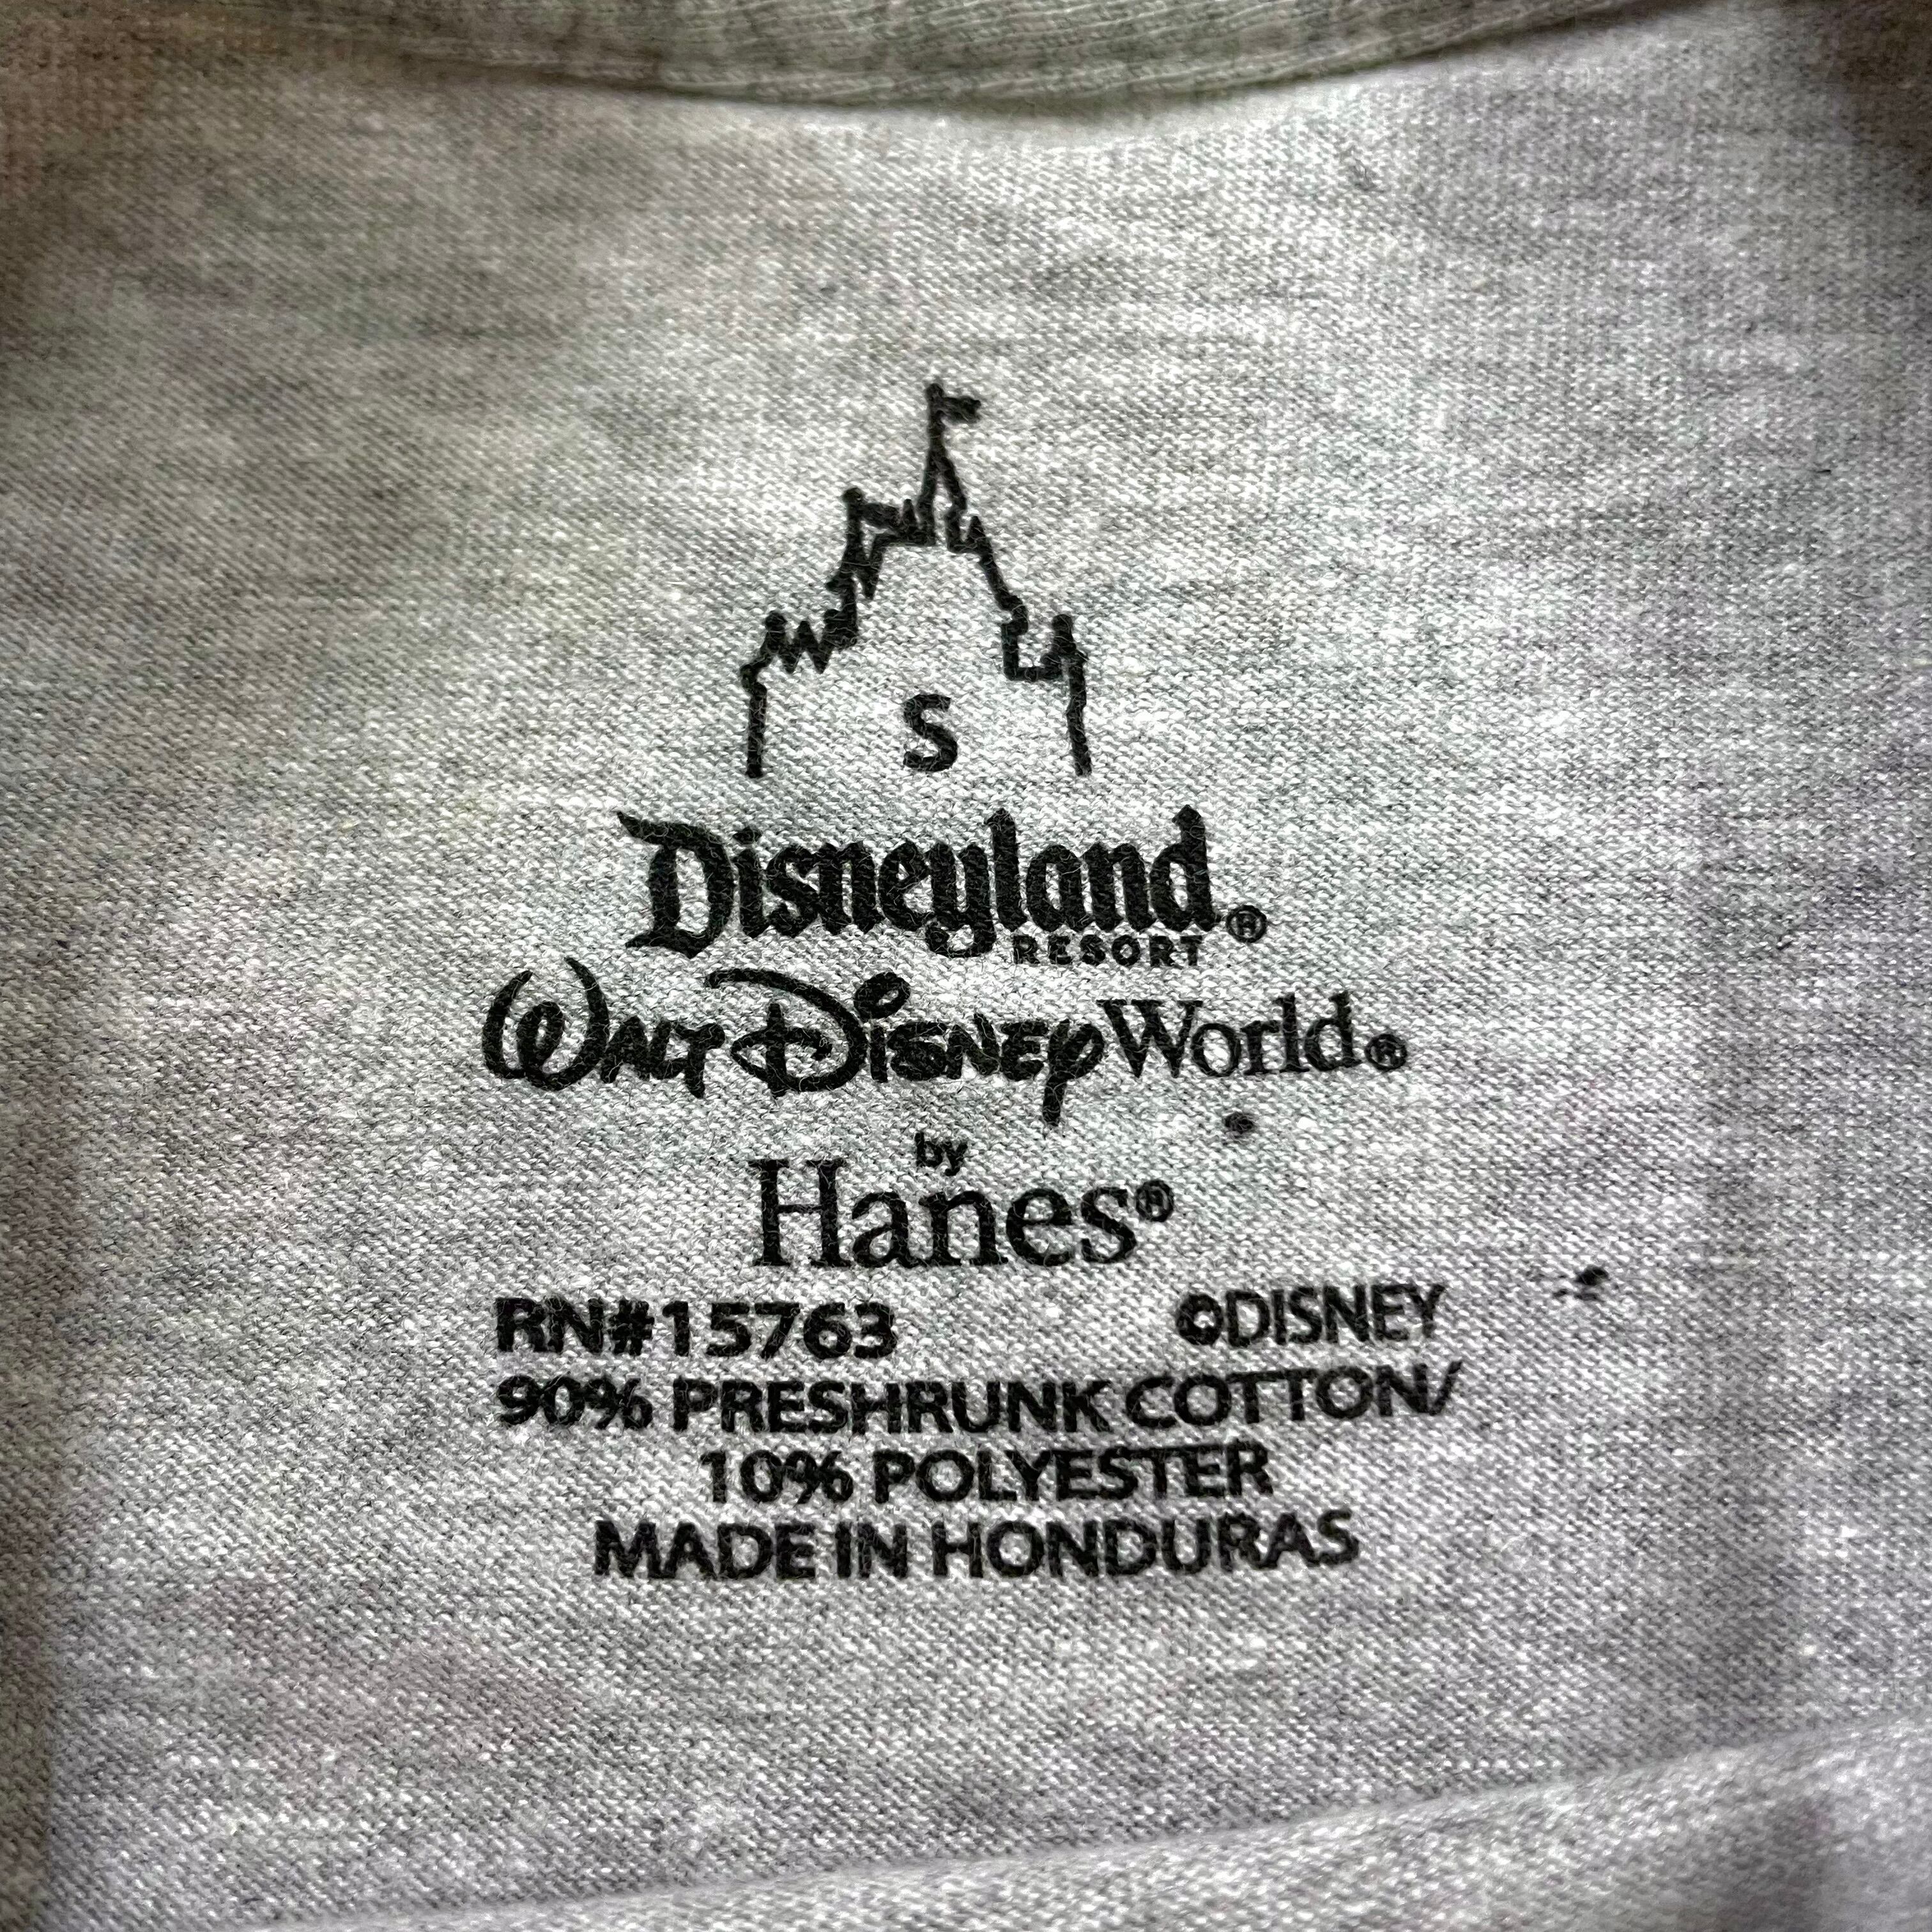 S
Disneyland®
RESORT
WALT DISNEY World®
by
Hanes®
RN#15763 ©DISNEY
90% PRESHRUNK COTTON/
10% POLYESTER
MADE IN HONDURAS